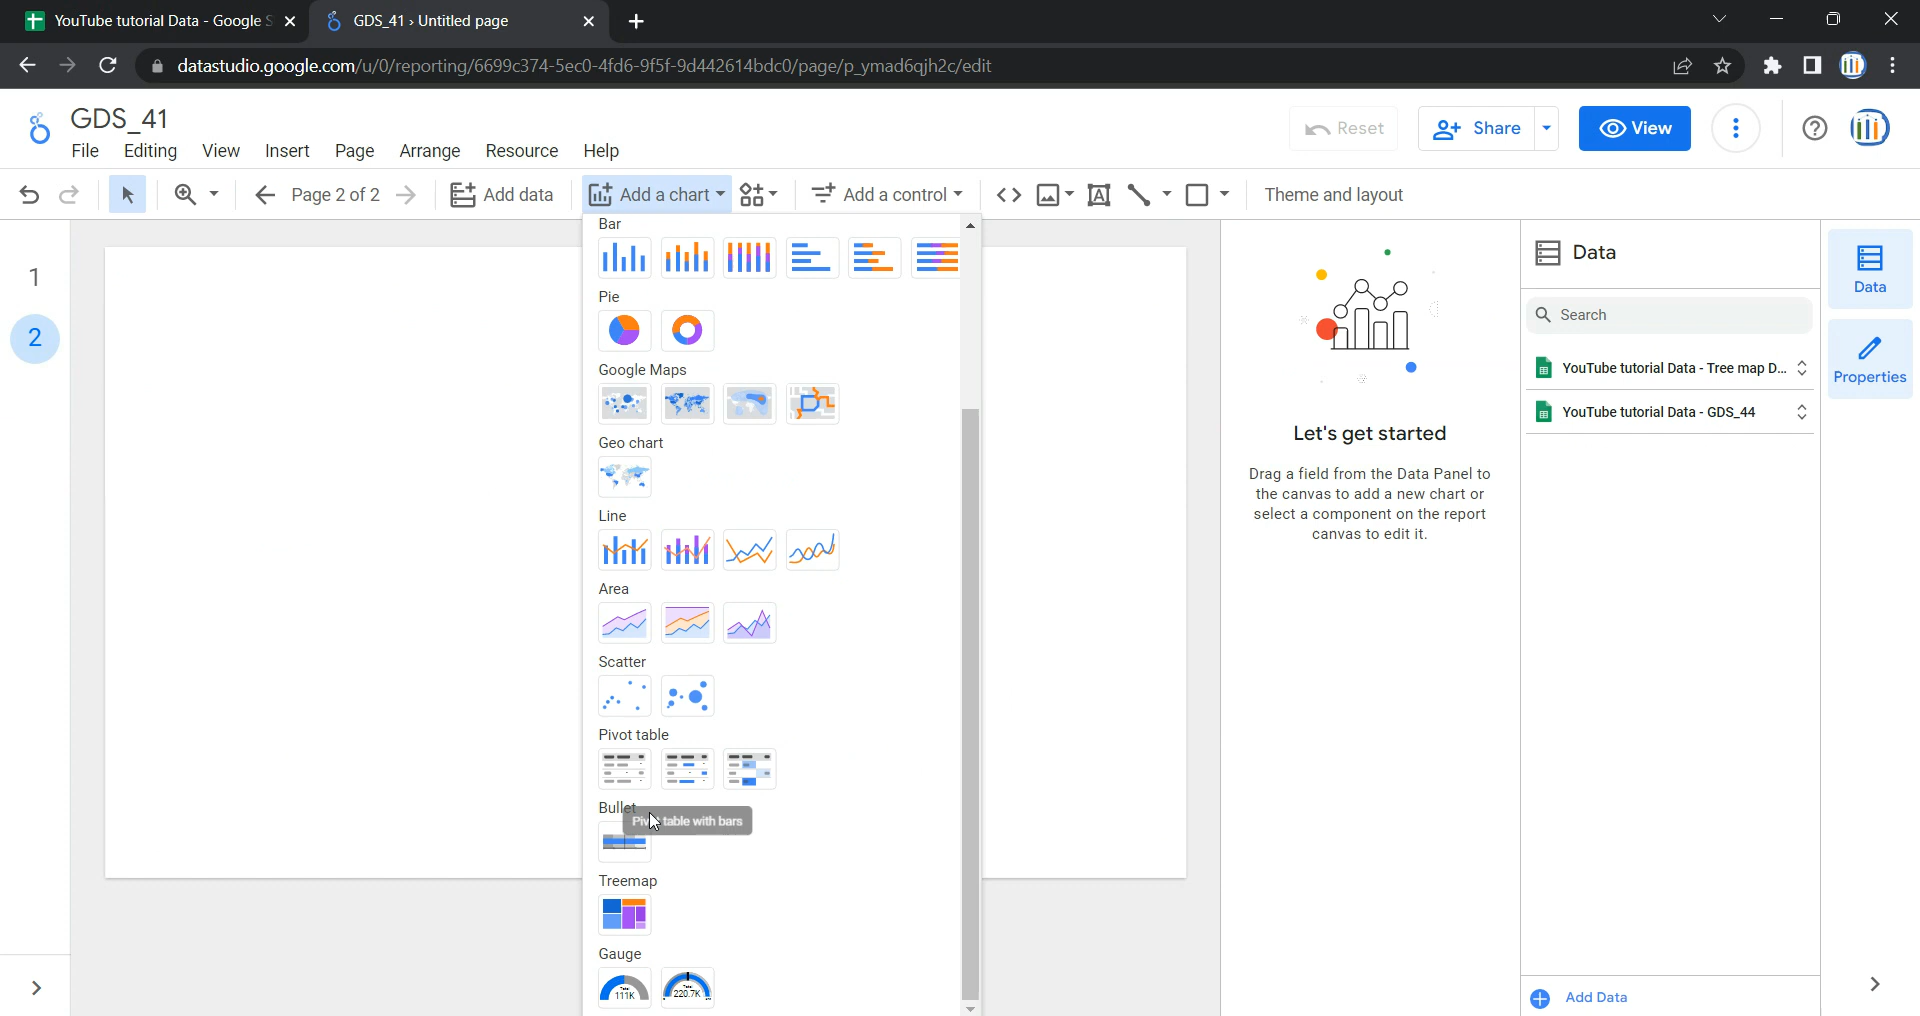 YouTube tutorial Data - Google S
GDS_41 › Untitled page
datastudio.google.com/u/0/reporting/6699c374-5ec0-4fd6-9f5f-9d442614bdc0/page/p_ymad6qjh2c/edit
GDS_41
File Editing View Insert Page Arrange Resource Help
Reset
Share
View
Page 2 of 2
Add data
Add a chart
Add a control
Theme and layout
1
2
Bar
Pie
Google Maps
Geo chart
Line
Area
Scatter
Pivot table
Bullet
Pivot table with bars
Treemap
Gauge
Total
111K
Total
220.7K
Let's get started
Drag a field from the Data Panel to
the canvas to add a new chart or
select a component on the report
canvas to edit it.
Data
Search
YouTube tutorial Data - Tree map D...
YouTube tutorial Data - GDS_44
Add Data
Data
Properties